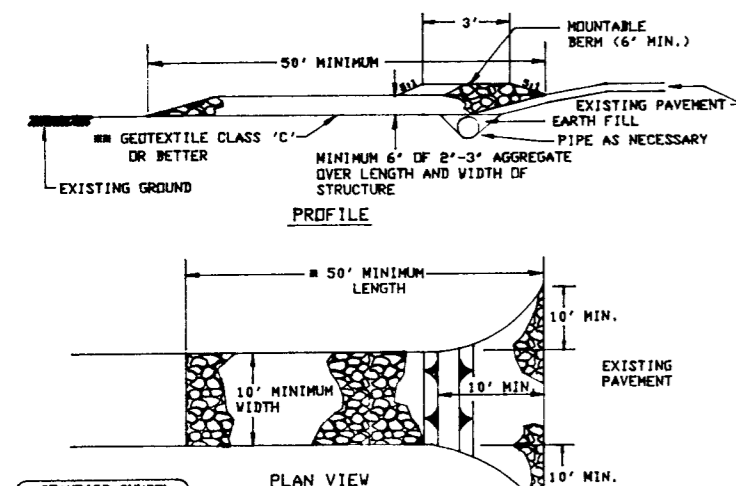 3'
MOUNTABLE
BERM (6' MIN.)
50' MINIMUM
5:1
5:1
EXISTING PAVEMENT
EARTH FILL
PIPE AS NECESSARY
** GEOTEXTILE CLASS 'C'
OR BETTER
MINIMUM 6' OF 2'-3' AGGREGATE
OVER LENGTH AND WIDTH OF
STRUCTURE
EXISTING GROUND
PROFILE
* 50' MINIMUM
LENGTH
10' MIN.
EXISTING
PAVEMENT
10' MINIMUM
WIDTH
10' MIN.
PLAN VIEW
10' MIN.